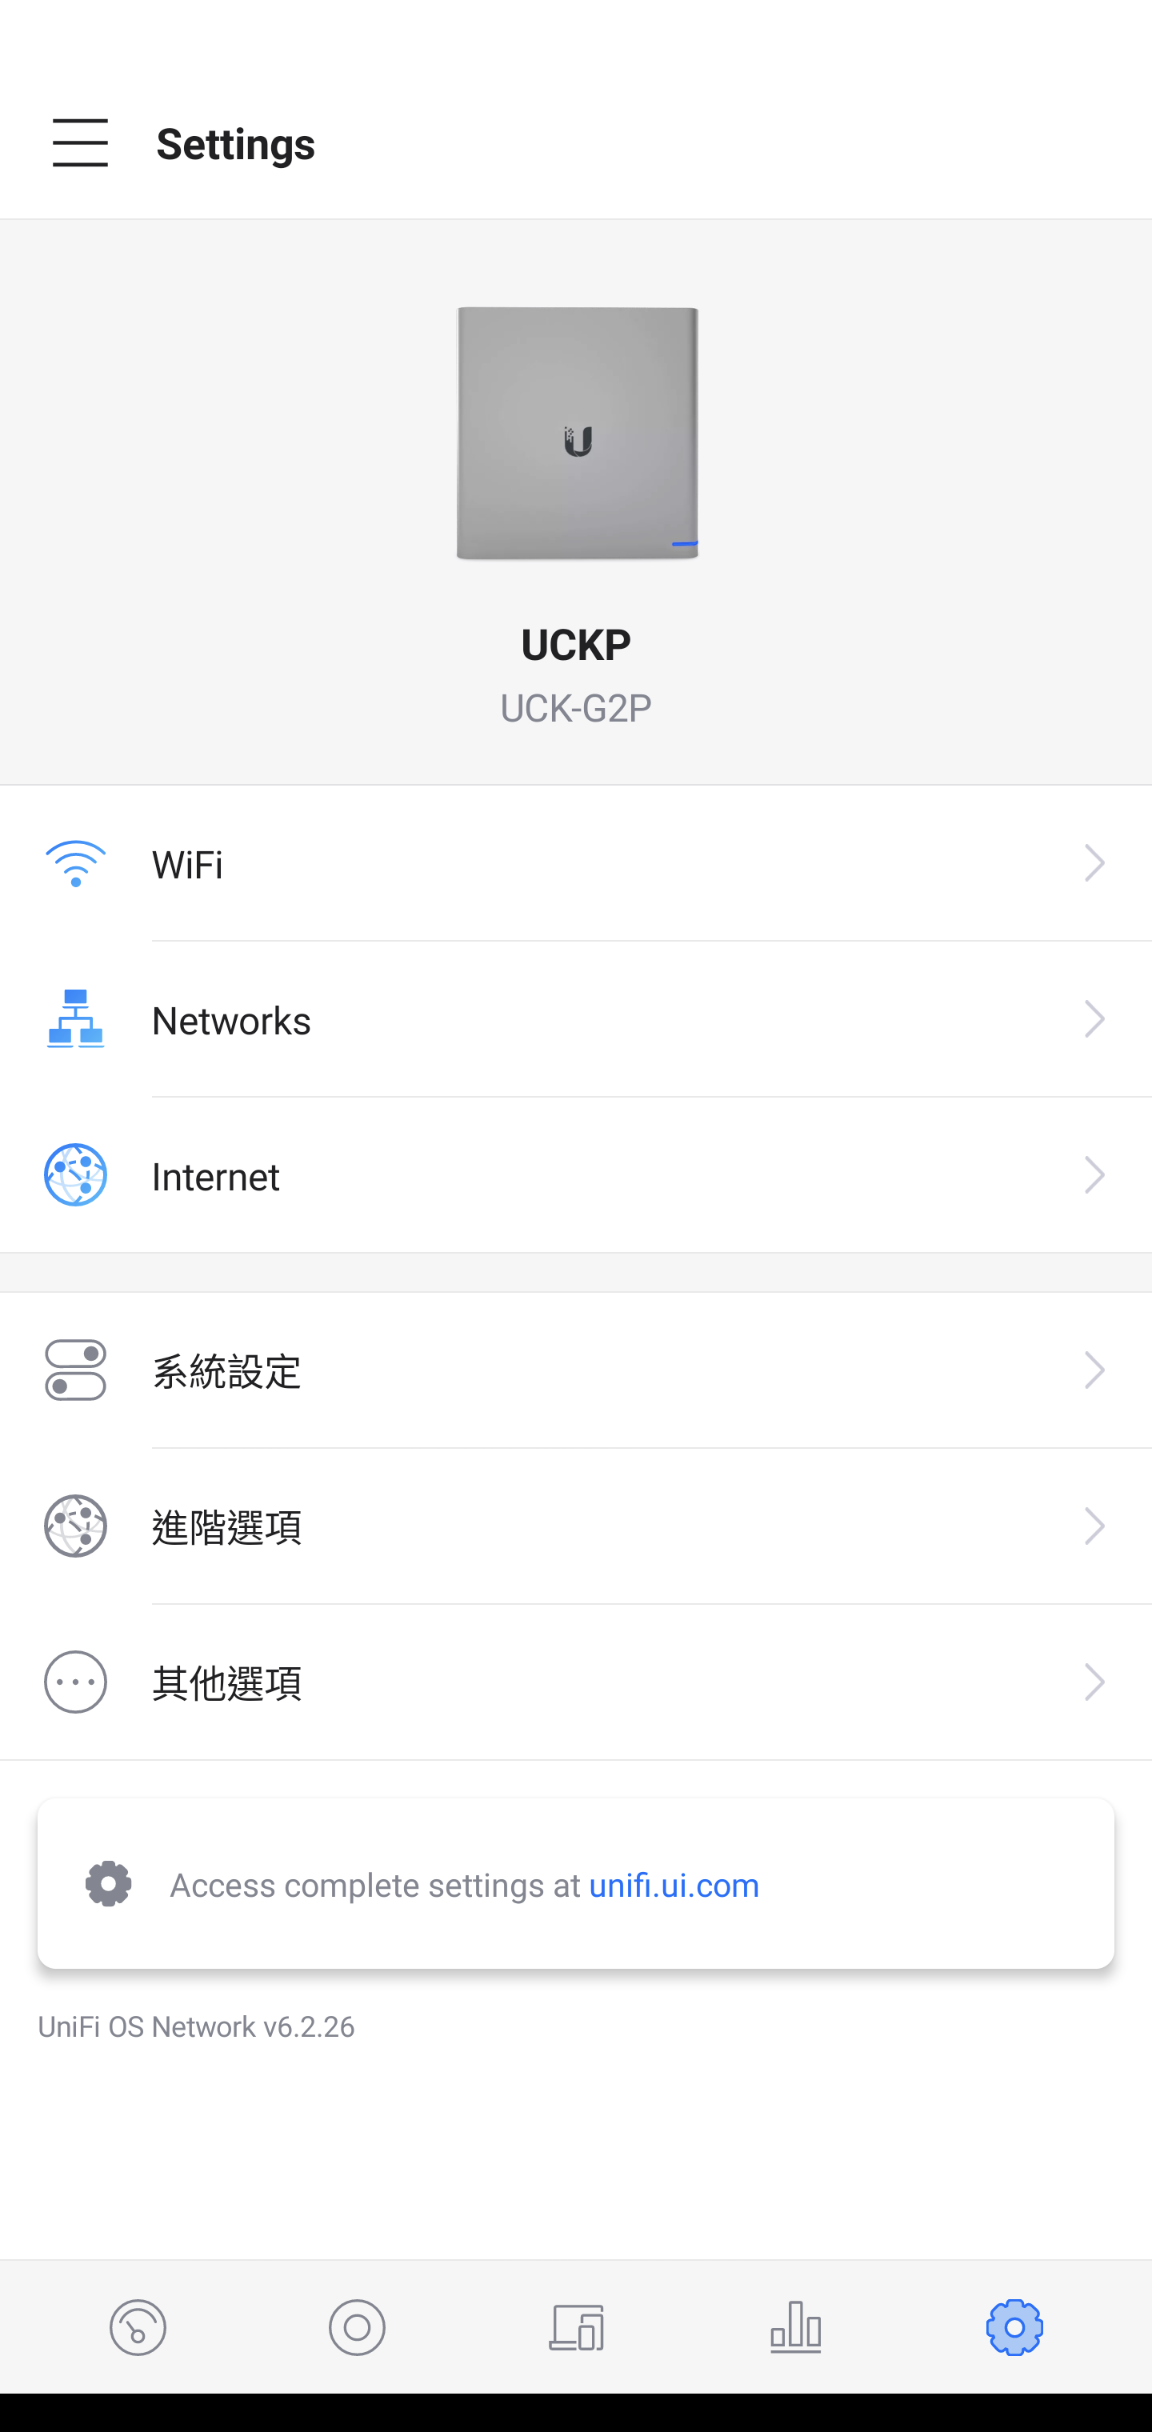 Settings
UCKP
UCK-G2P
WiFi
Networks
Internet
系統設定
進階選項
其他選項
Access complete settings at unifi.ui.com
UniFi OS Network v6.2.26